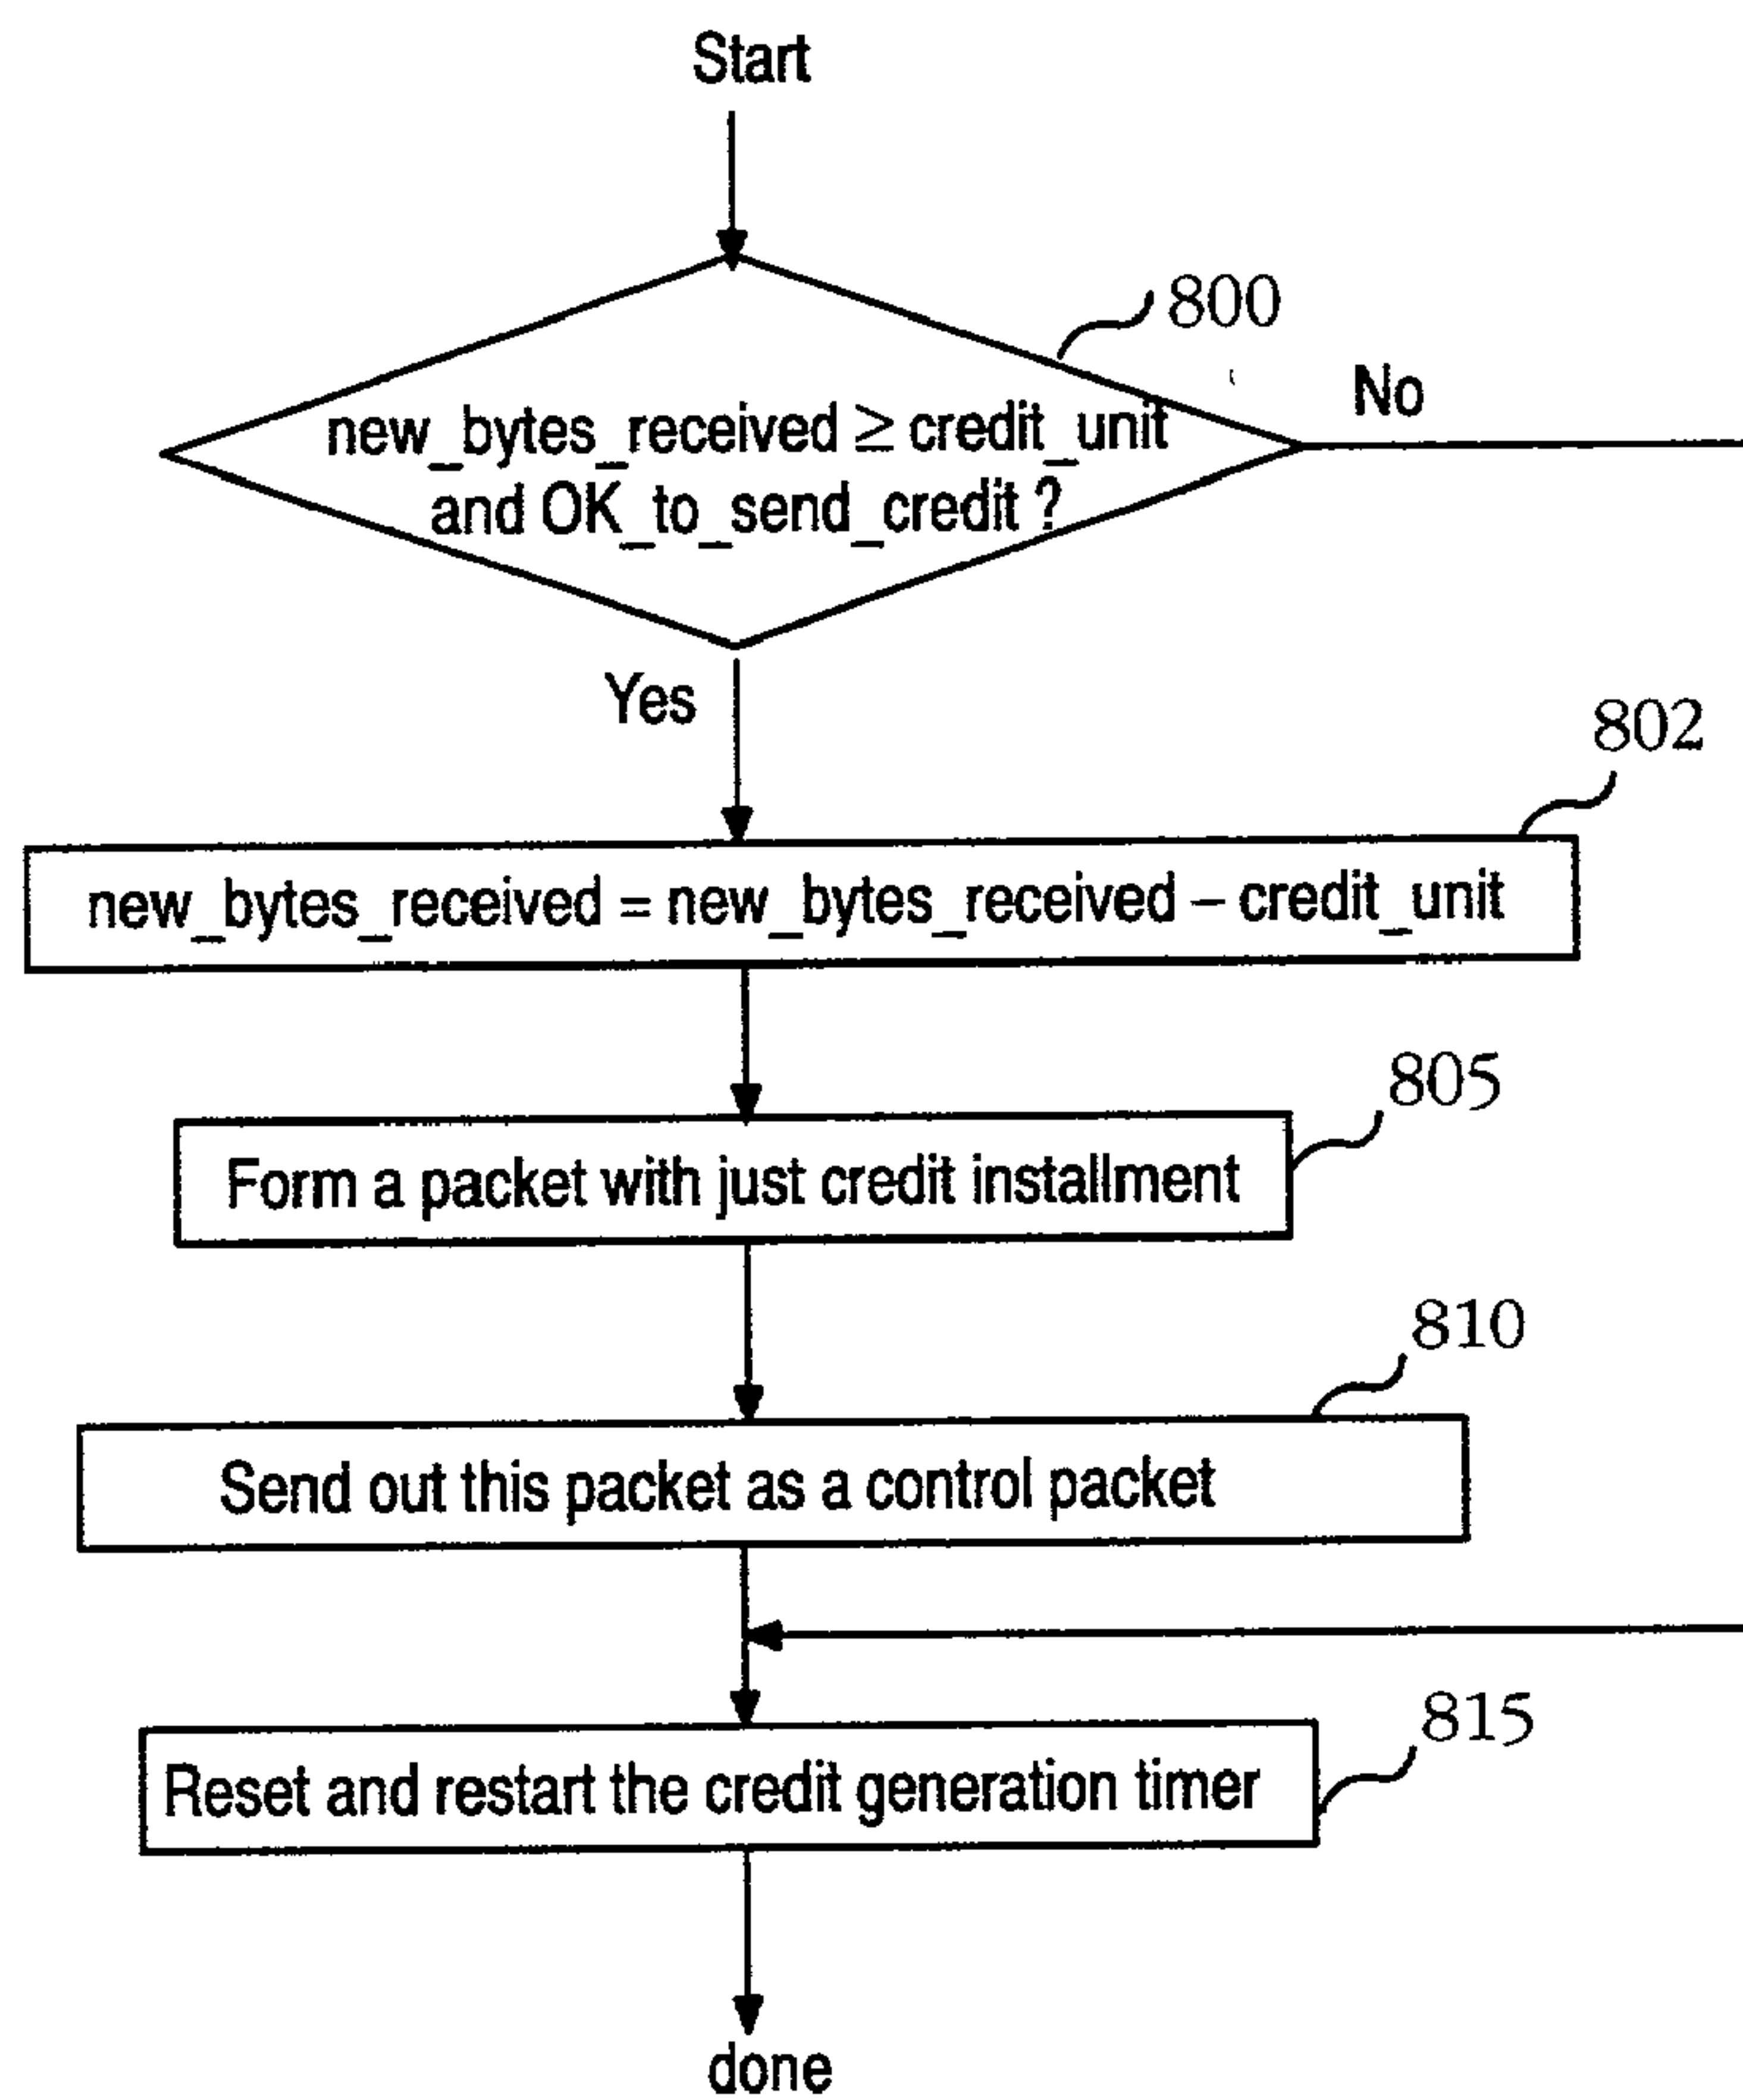 Start
800
No
new_bytes_received ≥ credit_unit
and OK_to_send_credit ?
Yes
802
new_bytes_received = new_bytes_received – credit_unit
805
Form a packet with just credit installment
810
Send out this packet as a control packet
815
Reset and restart the credit generation timer
done